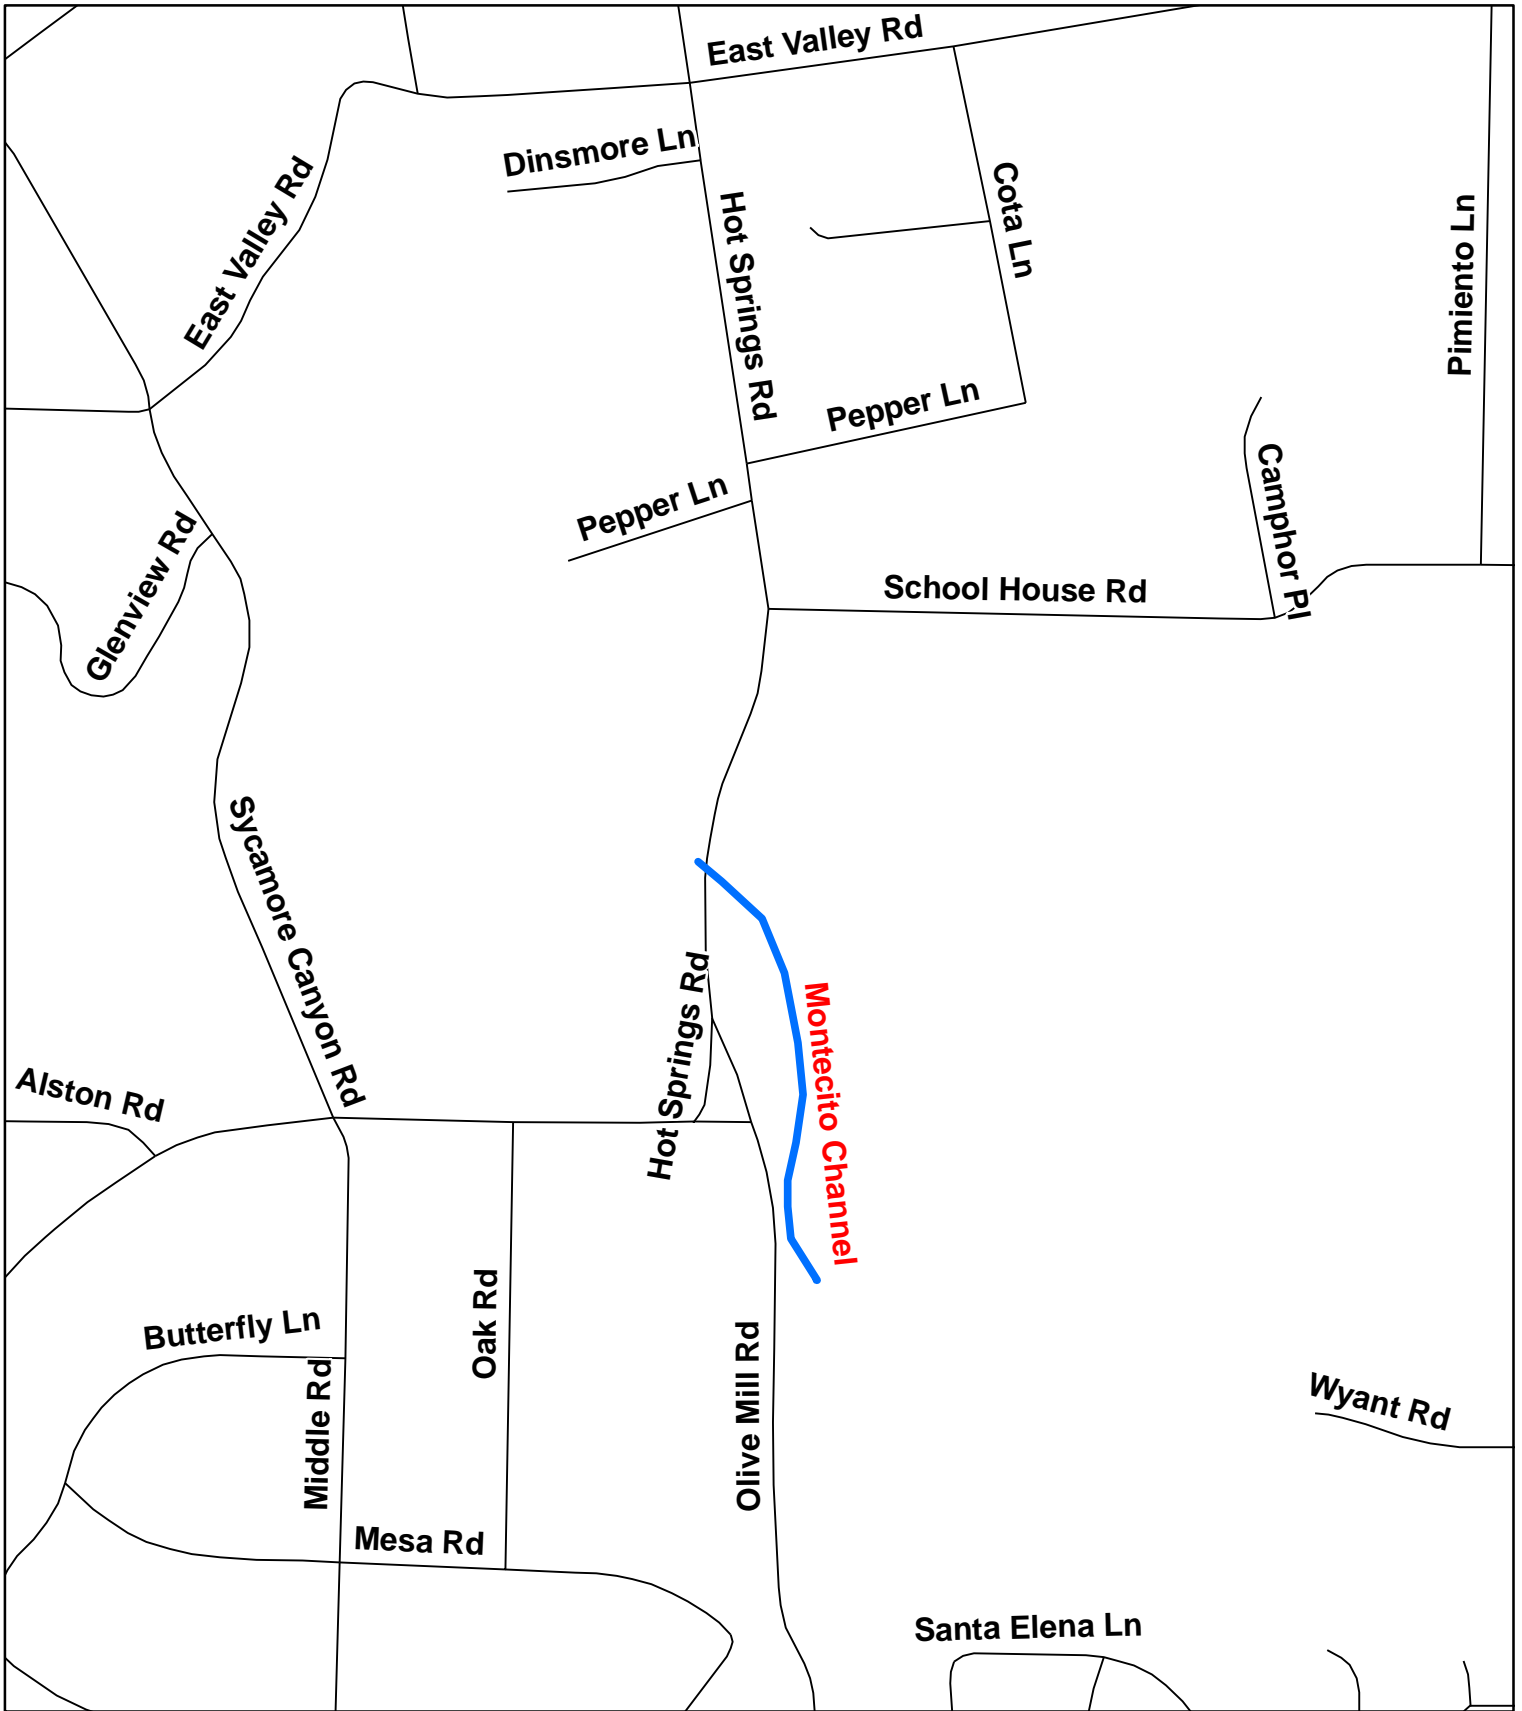 East Valley Rd
Dinsmore Ln
East Valley Rd
Hot Springs Rd
Cota Ln
Pimiento Ln
Pepper Ln
Pepper Ln
Camphor Pl
Glenview Rd
School House Rd
Sycamore Canyon Rd
Hot Springs Rd
Montecito Channel
Alston Rd
Butterfly Ln
Oak Rd
Middle Rd
Olive Mill Rd
Wyant Rd
Mesa Rd
Santa Elena Ln